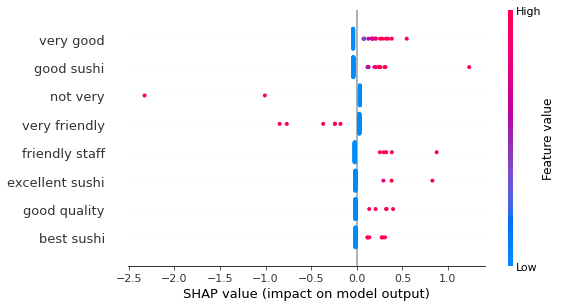 very good
good sushi
not very
very friendly
friendly staff
excellent sushi
good quality
best sushi
−2.5 −2.0 −1.5 −1.0 −0.5 0.0 0.5 1.0
SHAP value (impact on model output)
High
Feature value
Low